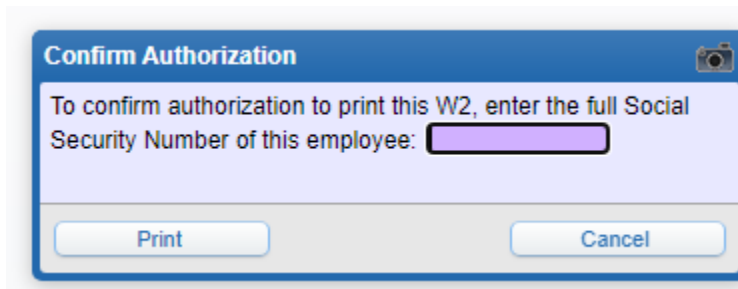 Confirm Authorization
To confirm authorization to print this W2, enter the full Social
Security Number of this employee:
Print
Cancel